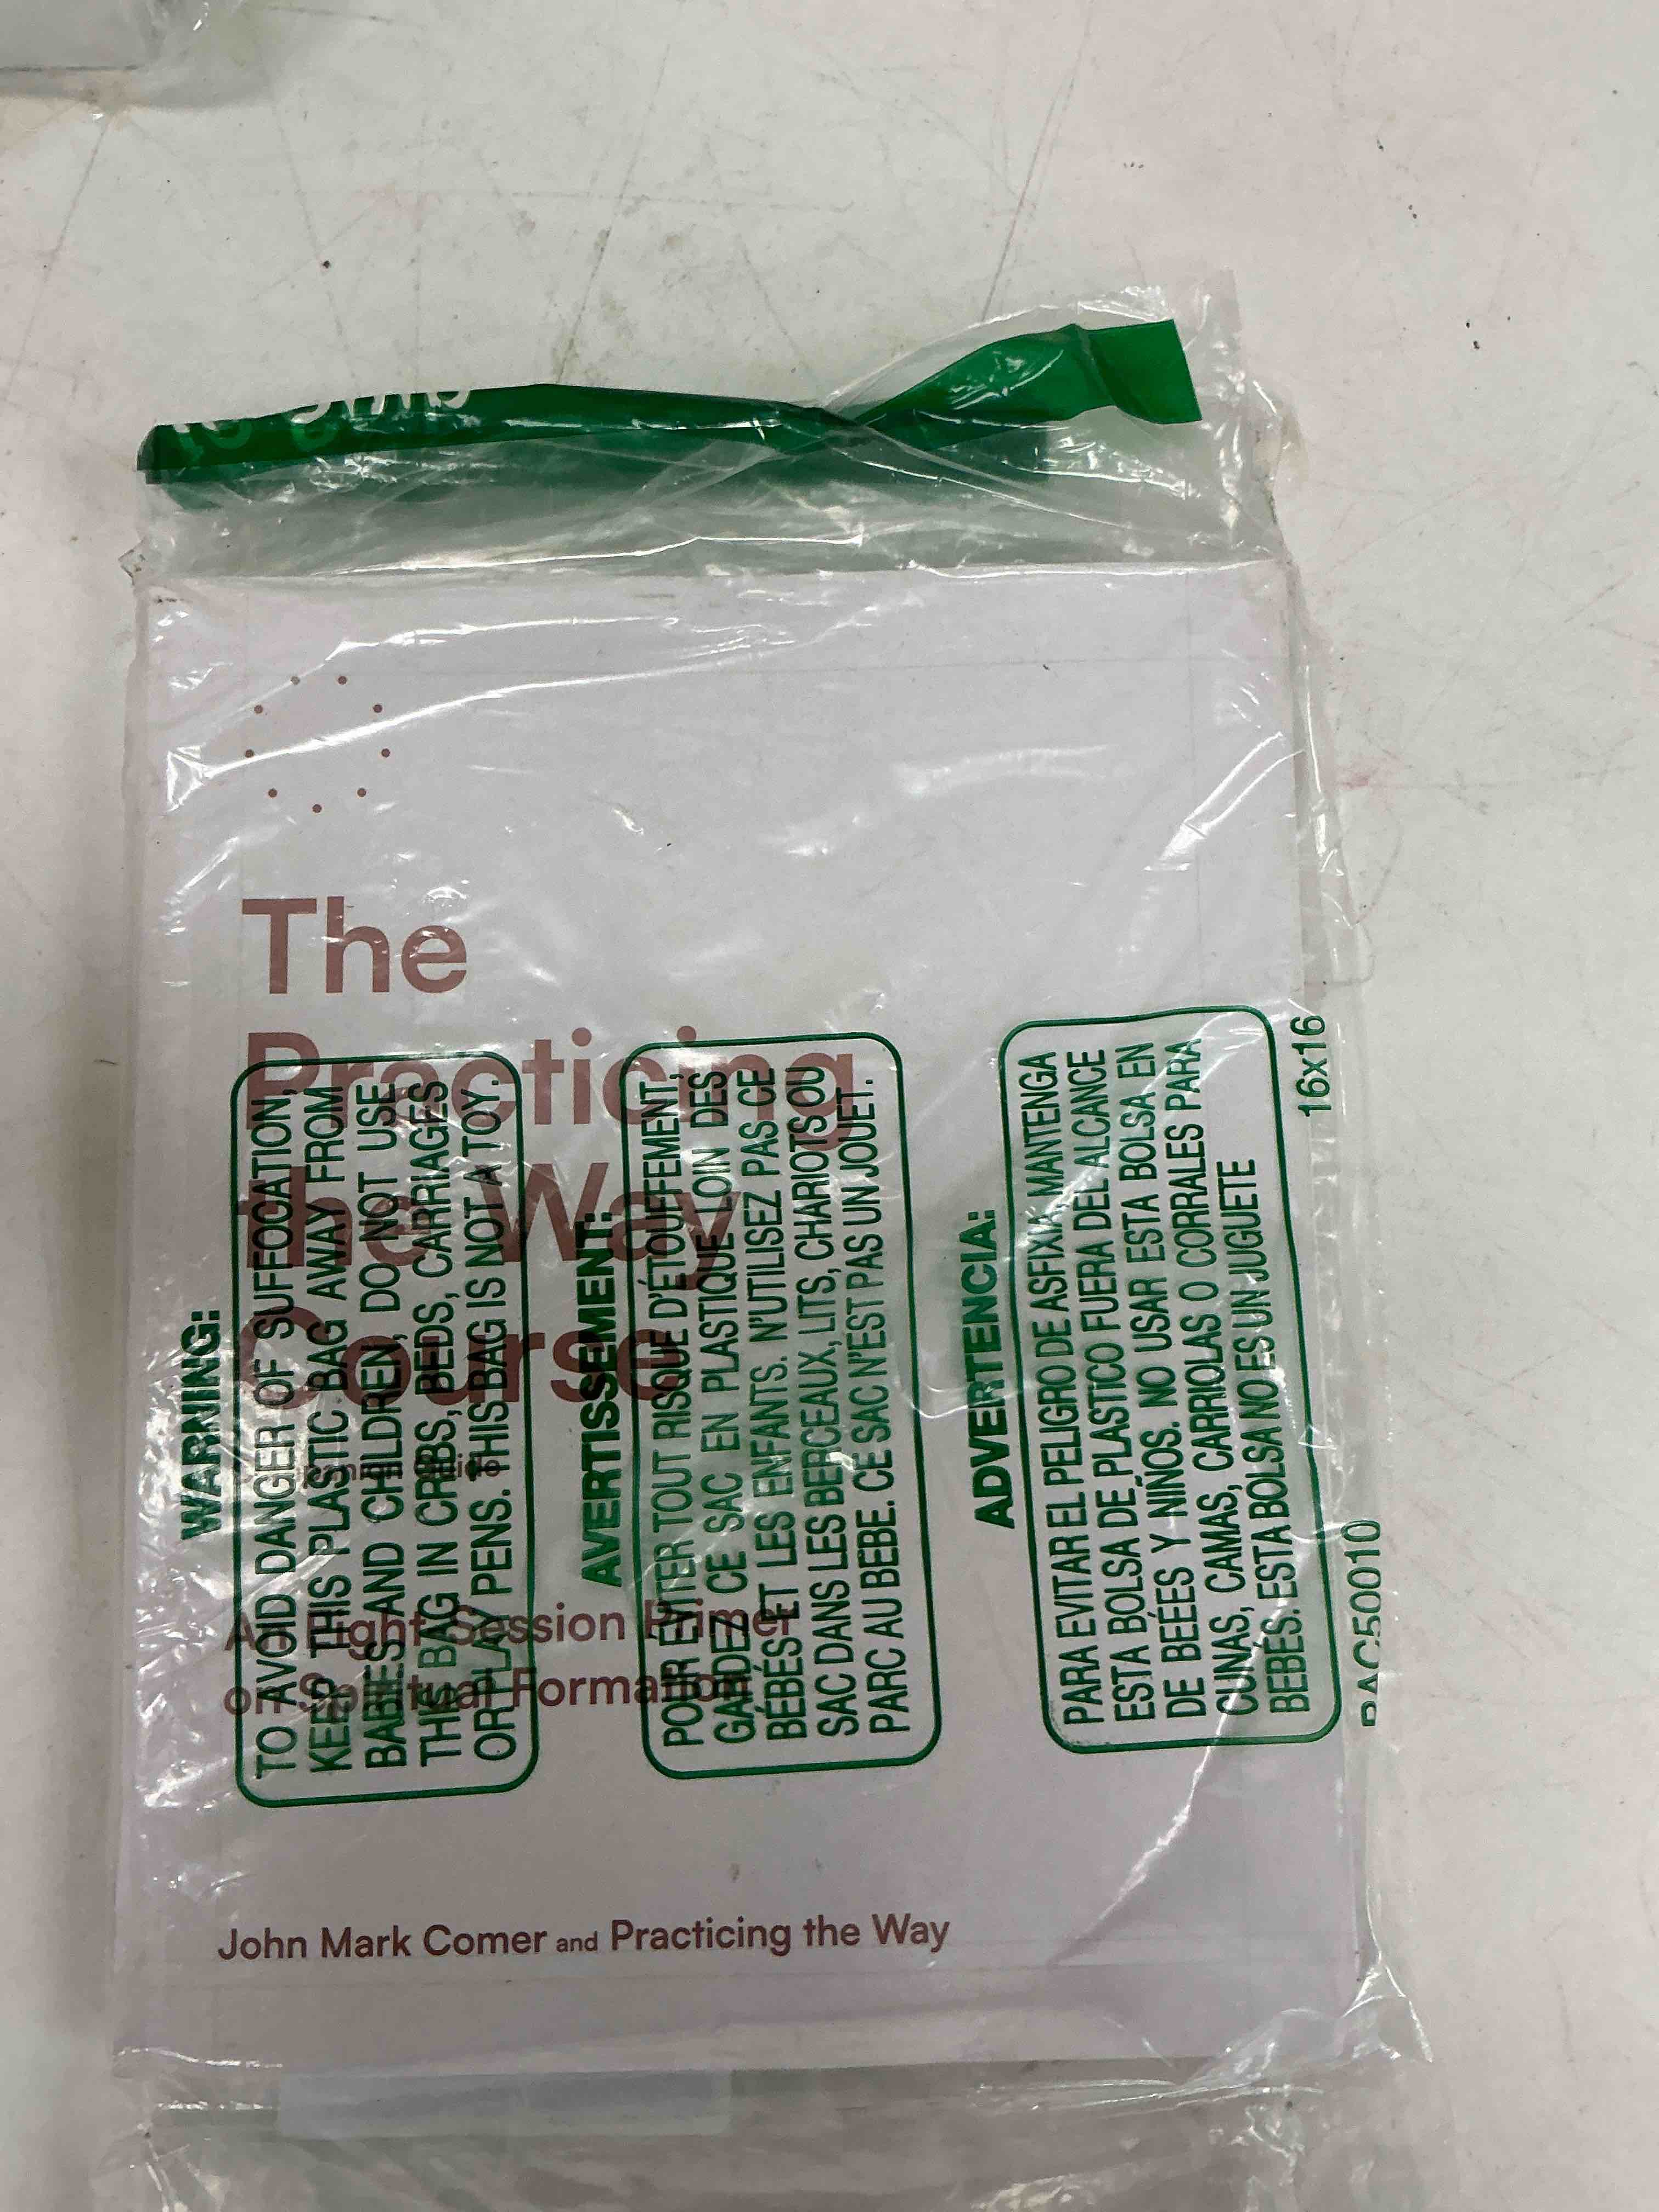 The
Practicing
the Way
Course
Companion Guide
An Eight-Session Primer
on Spiritual Formation
John Mark Comer and Practicing the Way
WARNING:
TO AVOID DANGER OF SUFFOCATION,
KEEP THIS PLASTIC BAG AWAY FROM
BABIES AND CHILDREN, DO NOT USE
THIS BAG IN CRIBS, BEDS, CARRIAGES
OR PLAY PENS. THIS BAG IS NOT A TOY.
AVERTISSEMENT:
POUR EVITER TOUT RISQUE D'ÉTOUFFEMENT,
GARDEZ CE SAC EN PLASTIQUE LOIN DES
BÉBÉS ET LES ENFANTS. N'UTILISEZ PAS CE
SAC DANS LES BERCEAUX, LITS, CHARIOTS OU
PARC AU BEBE. CE SAC N'EST PAS UN JOUET.
ADVERTENCIA:
PARA EVITAR EL PELIGRO DE ASFIXIA, MANTENGA
ESTA BOLSA DE PLASTICO FUERA DEL ALCANCE
DE BEÉES Y NIÑOS. NO USAR ESTA BOLSA EN
CUNAS, CAMAS, CARRIOLAS O CORRALES PARA
BEBES. ESTA BOLSA NO ES UN JUGUETE
BAC500010 16x16